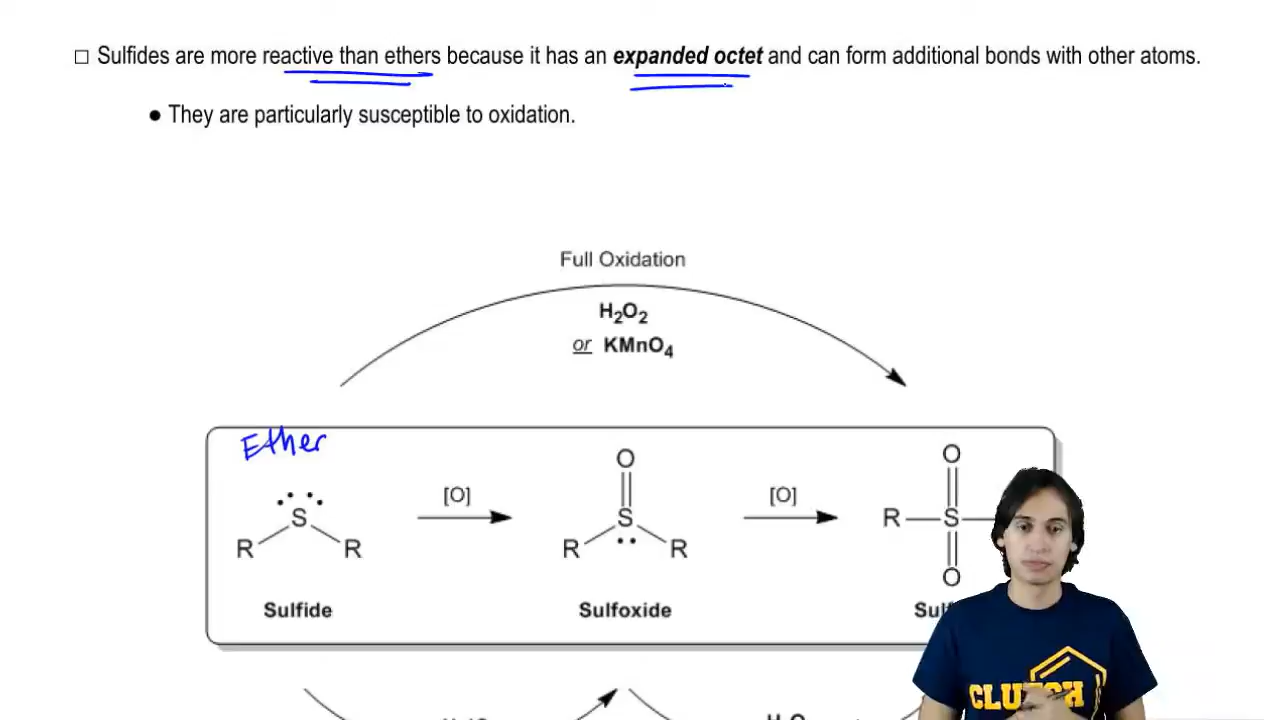 Sulfides are more reactive than ethers because it has an expanded octet and can form additional bonds with other atoms.
● They are particularly susceptible to oxidation.
Full Oxidation
H₂O₂
or KMnO₄
Ether
S
R R
[O]
O
S
R R
[O]
O
R S
O
Sulfide
Sulfoxide
CLUTCH